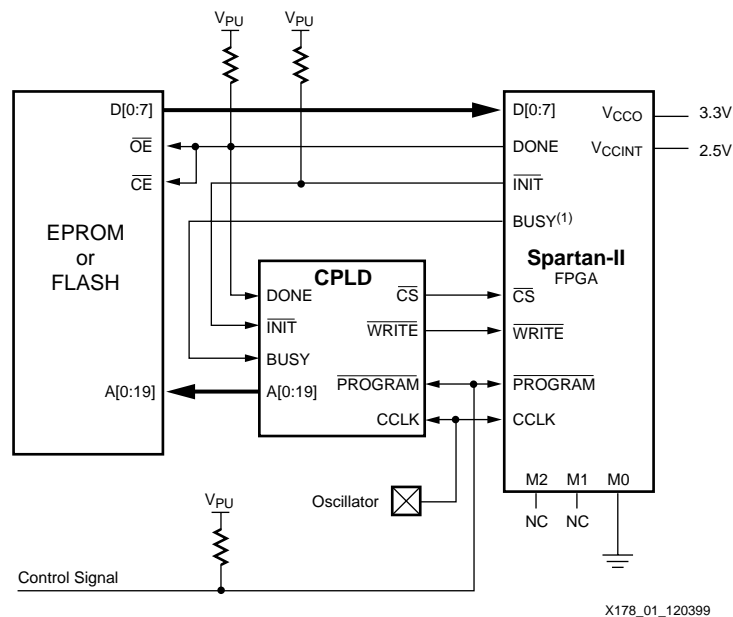 VPU VPU
D[0:7] D[0:7] VCCO 3.3V
OE DONE VCCINT 2.5V
CE INIT
BUSY(1)
EPROM
or
FLASH
Spartan-II
FPGA
CPLD
DONE CS CS
INIT WRITE WRITE
BUSY
A[0:19] A[0:19] PROGRAM PROGRAM
CCLK CCLK
M2 M1 M0
VPU Oscillator
NC NC
Control Signal
X178_01_120399